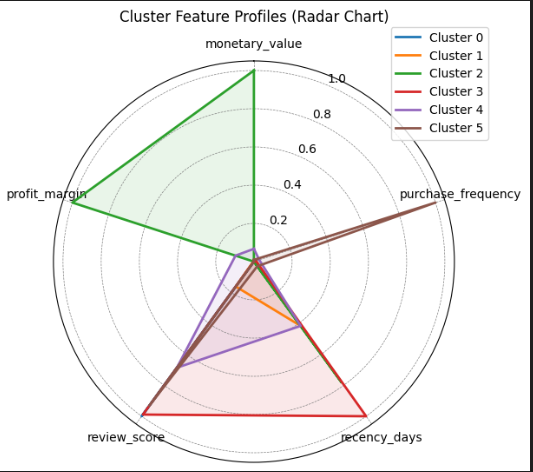 Cluster Feature Profiles (Radar Chart)
monetary_value
Cluster 0
Cluster 1
Cluster 2
Cluster 3
Cluster 4
Cluster 5
1.0
0.8
0.6
0.4
0.2
profit_margin
purchase_frequency
review_score
recency_days